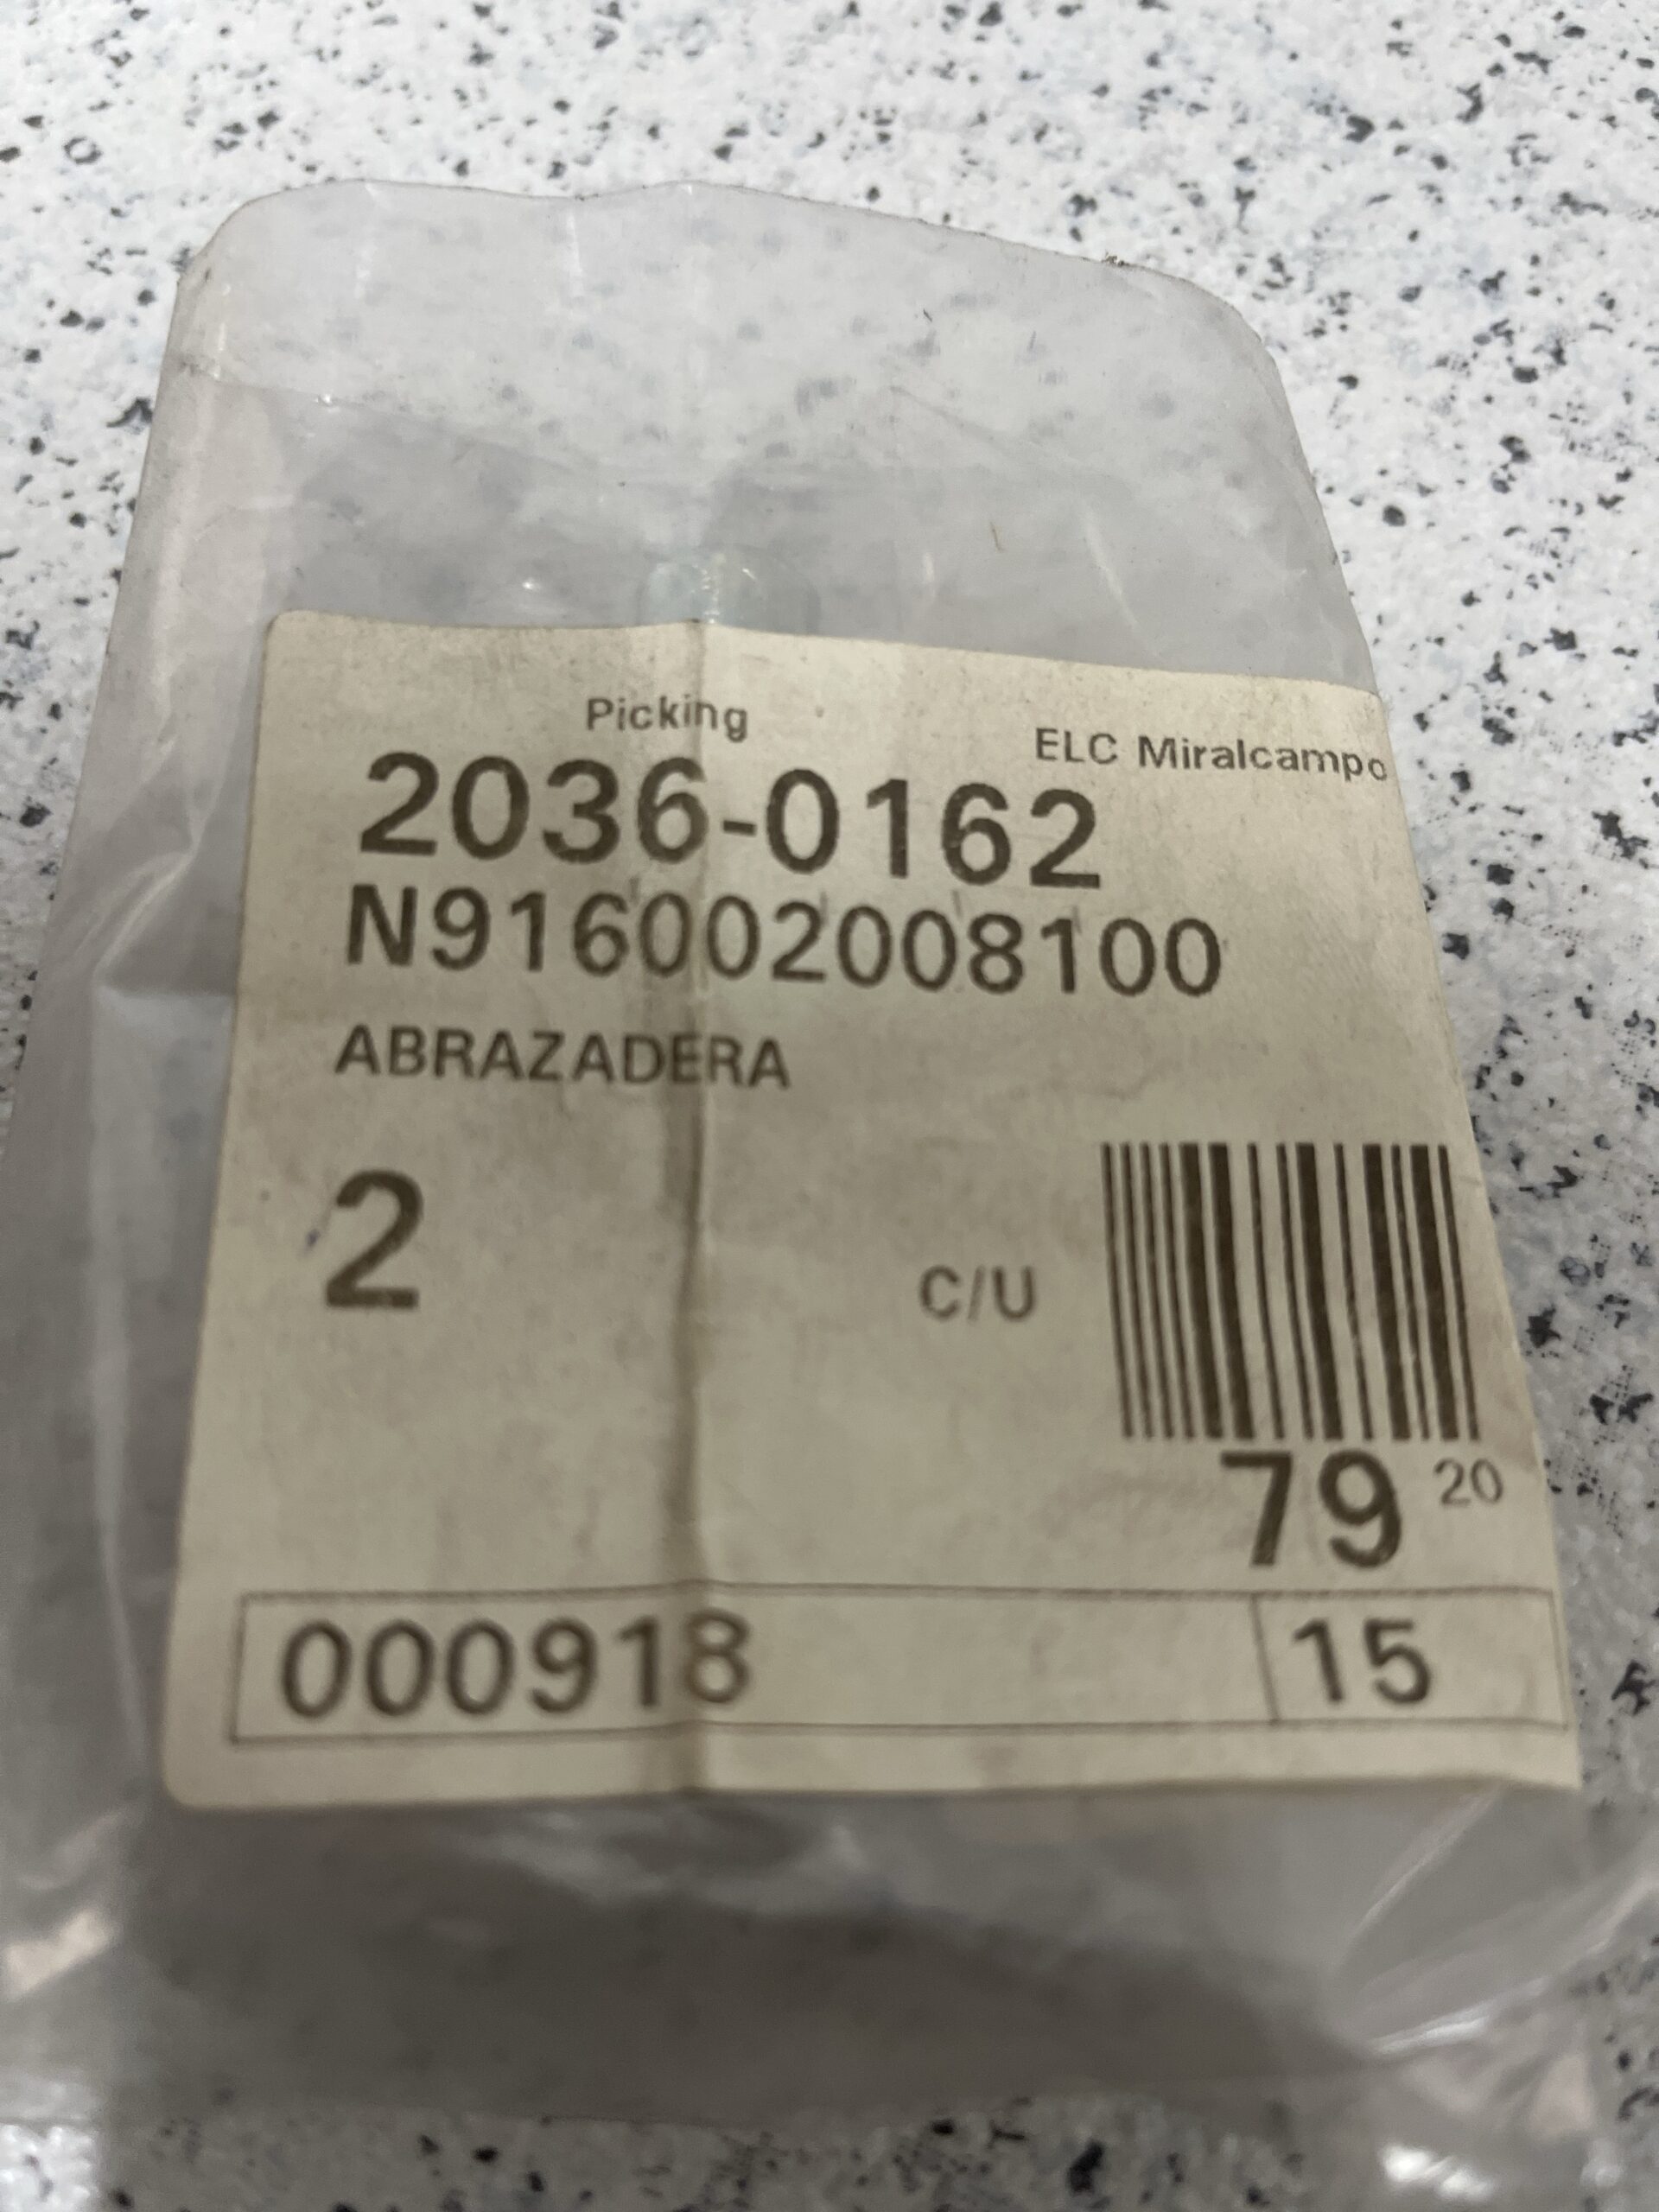 Picking
ELC Miralcampo
2036-0162
N916002008100
ABRAZADERA
2
C/U
79 20
000918 15